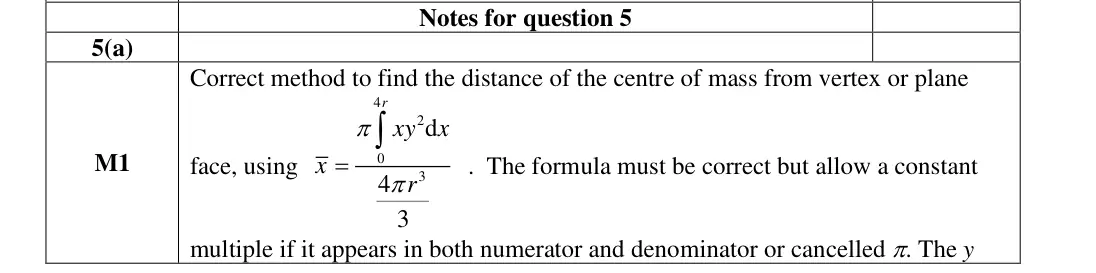 Notes for question 5
5(a)
Correct method to find the distance of the centre of mass from vertex or plane
M1
face, using x̄ = (π∫₀⁴ʳ xy²dx) / (4πr³/3) . The formula must be correct but allow a constant
multiple if it appears in both numerator and denominator or cancelled π. The y